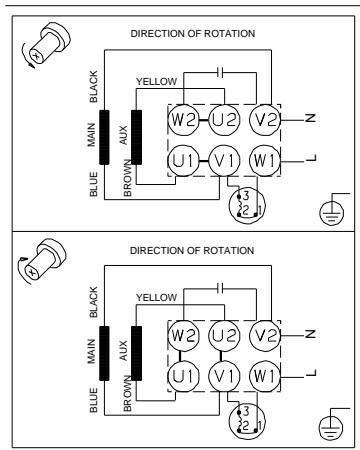 DIRECTION OF ROTATION
BLACK
YELLOW
MAIN
AUX
BLUE
BROWN
W2 U2 V2 N
U1 V1 W1 L
3
2 1
DIRECTION OF ROTATION
BLACK
YELLOW
MAIN
AUX
BLUE
BROWN
W2 U2 V2 N
U1 V1 W1 L
3
2 1